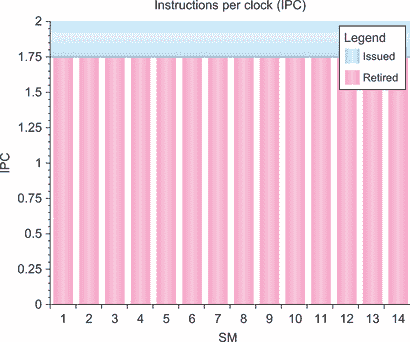 Instructions per clock (IPC)
2
1.75
1.5
1.25
1
0.75
0.5
0.25
0
IPC
Legend
Issued
Retired
1 2 3 4 5 6 7 8 9 10 11 12 13 14
SM